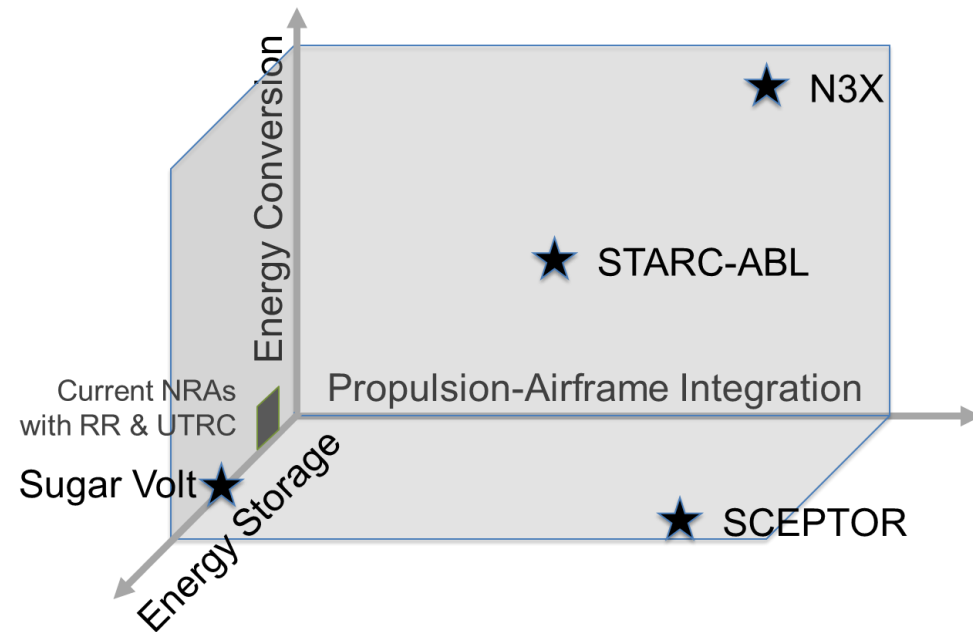 Energy Conversion
N3X
STARC-ABL
Propulsion-Airframe Integration
Current NRAs
with RR & UTRC
Sugar Volt
Energy Storage
SCEPTOR